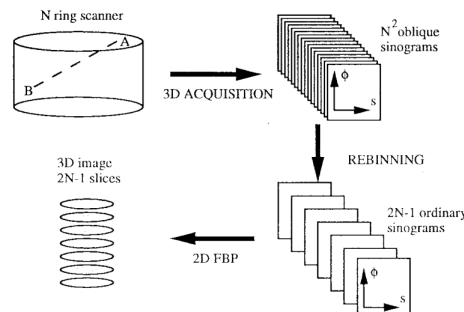 N ring scanner
A
B
3D ACQUISITION
N² oblique
sinograms
ϕ
s
REBINNING
3D image
2N-1 slices
2D FBP
2N-1 ordinary
sinograms
ϕ
s